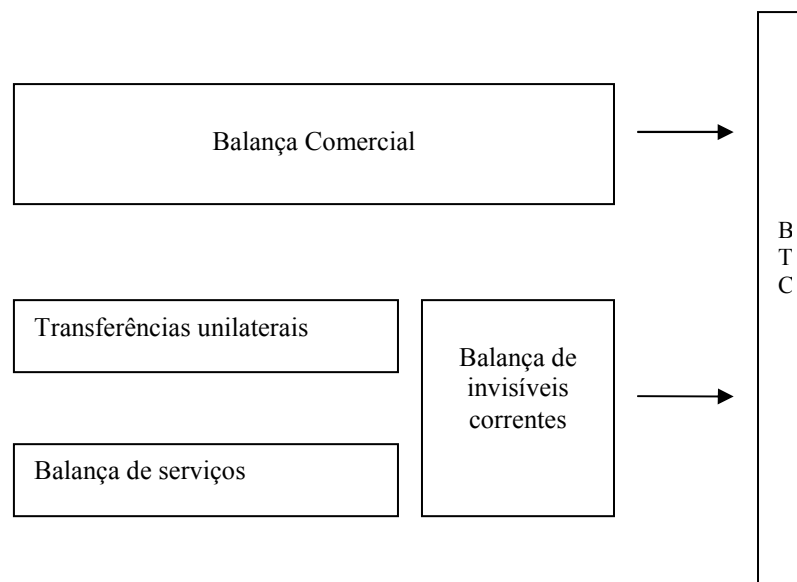 Balança Comercial
Transferências unilaterais
Balança de
invisíveis
correntes
Balança de serviços
B
T
C